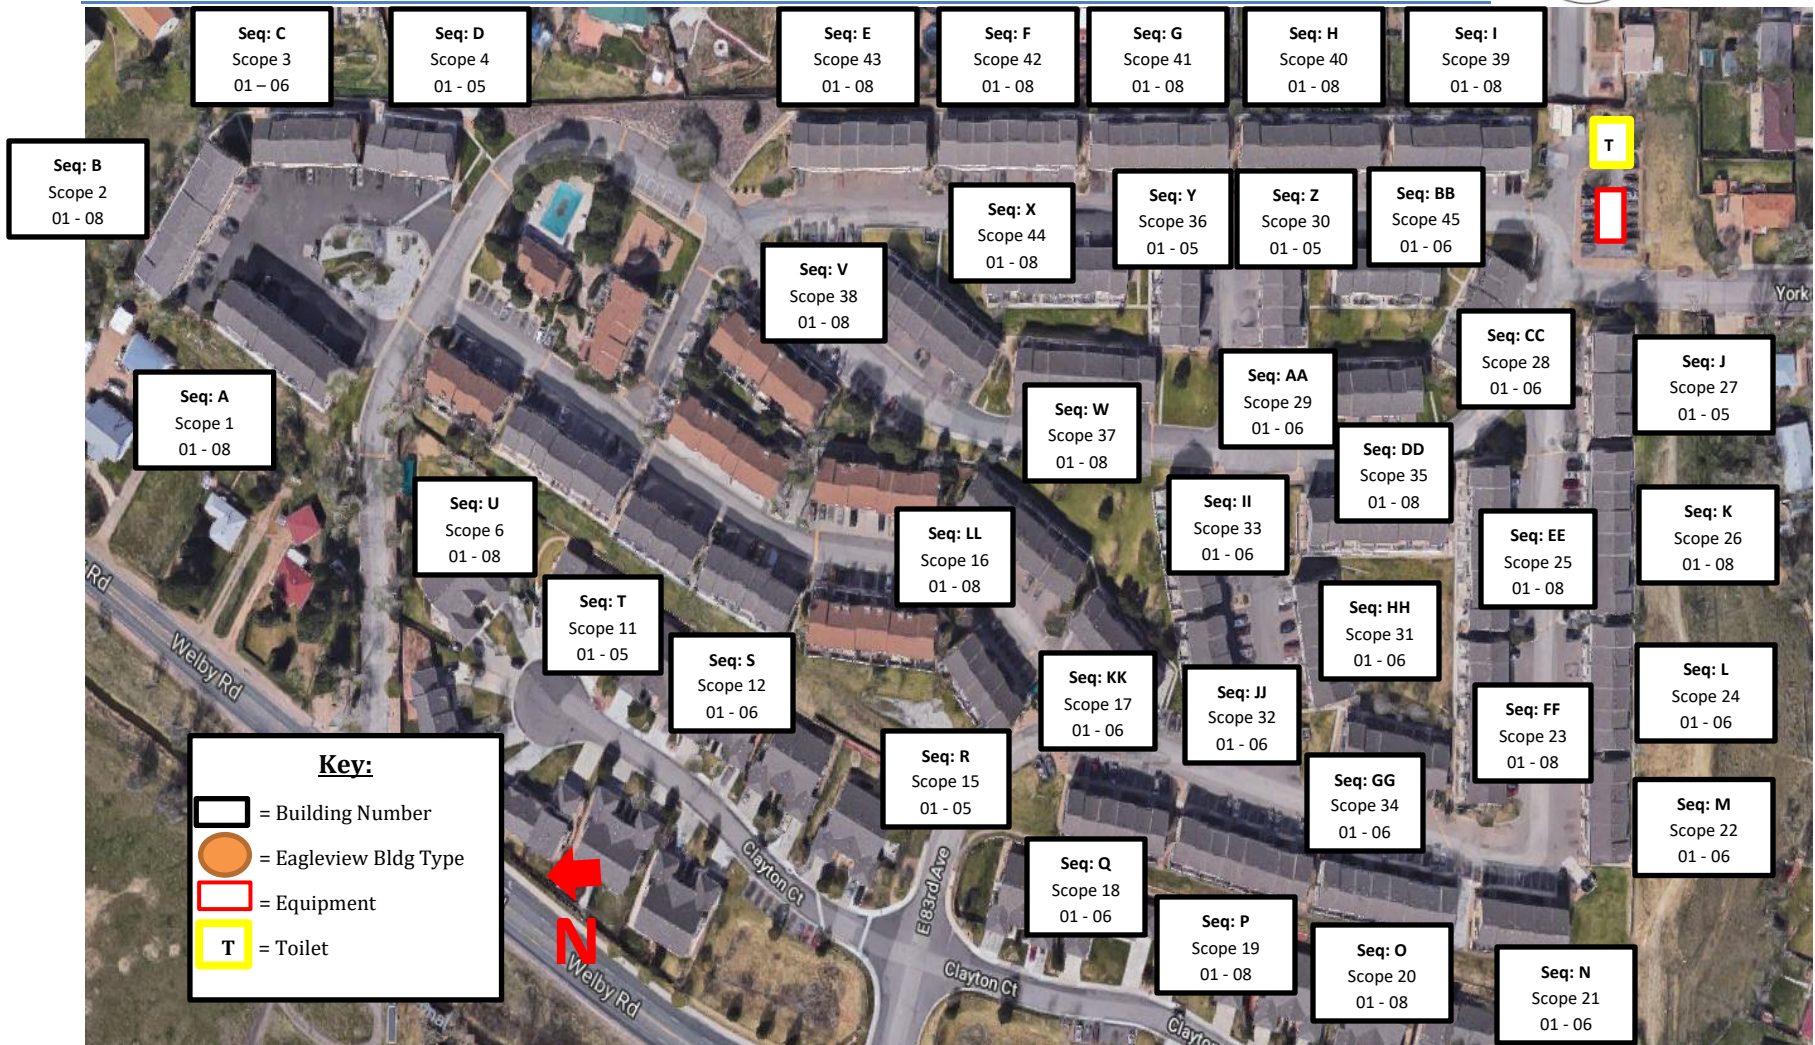 Seq: C
Scope 3
01 – 06
Seq: D
Scope 4
01 - 05
Seq: E
Scope 43
01 - 08
Seq: F
Scope 42
01 - 08
Seq: G
Scope 41
01 - 08
Seq: H
Scope 40
01 - 08
Seq: I
Scope 39
01 - 08
T
Seq: B
Scope 2
01 - 08
Seq: X
Scope 44
01 - 08
Seq: Y
Scope 36
01 - 05
Seq: Z
Scope 30
01 - 05
Seq: BB
Scope 45
01 - 06
Seq: V
Scope 38
01 - 08
York
Seq: A
Scope 1
01 - 08
Seq: W
Scope 37
01 - 08
Seq: AA
Scope 29
01 - 06
Seq: CC
Scope 28
01 - 06
Seq: J
Scope 27
01 - 05
Seq: DD
Scope 35
01 - 08
Seq: U
Scope 6
01 - 08
Seq: LL
Scope 16
01 - 08
Seq: II
Scope 33
01 - 06
Seq: EE
Scope 25
01 - 08
Seq: K
Scope 26
01 - 08
Rd
Welby Rd
Seq: T
Scope 11
01 - 05
Seq: S
Scope 12
01 - 06
Seq: KK
Scope 17
01 - 06
Seq: JJ
Scope 32
01 - 06
Seq: HH
Scope 31
01 - 06
Seq: FF
Scope 23
01 - 08
Seq: L
Scope 24
01 - 06
Seq: R
Scope 15
01 - 05
Seq: GG
Scope 34
01 - 06
Seq: M
Scope 22
01 - 06
Key:
= Building Number
= Eagleview Bldg Type
= Equipment
T = Toilet
N
Welby Rd
Clayton Ct
E 83rd Ave
Clayton Ct
Seq: Q
Scope 18
01 - 06
Seq: P
Scope 19
01 - 08
Seq: O
Scope 20
01 - 08
Seq: N
Scope 21
01 - 06